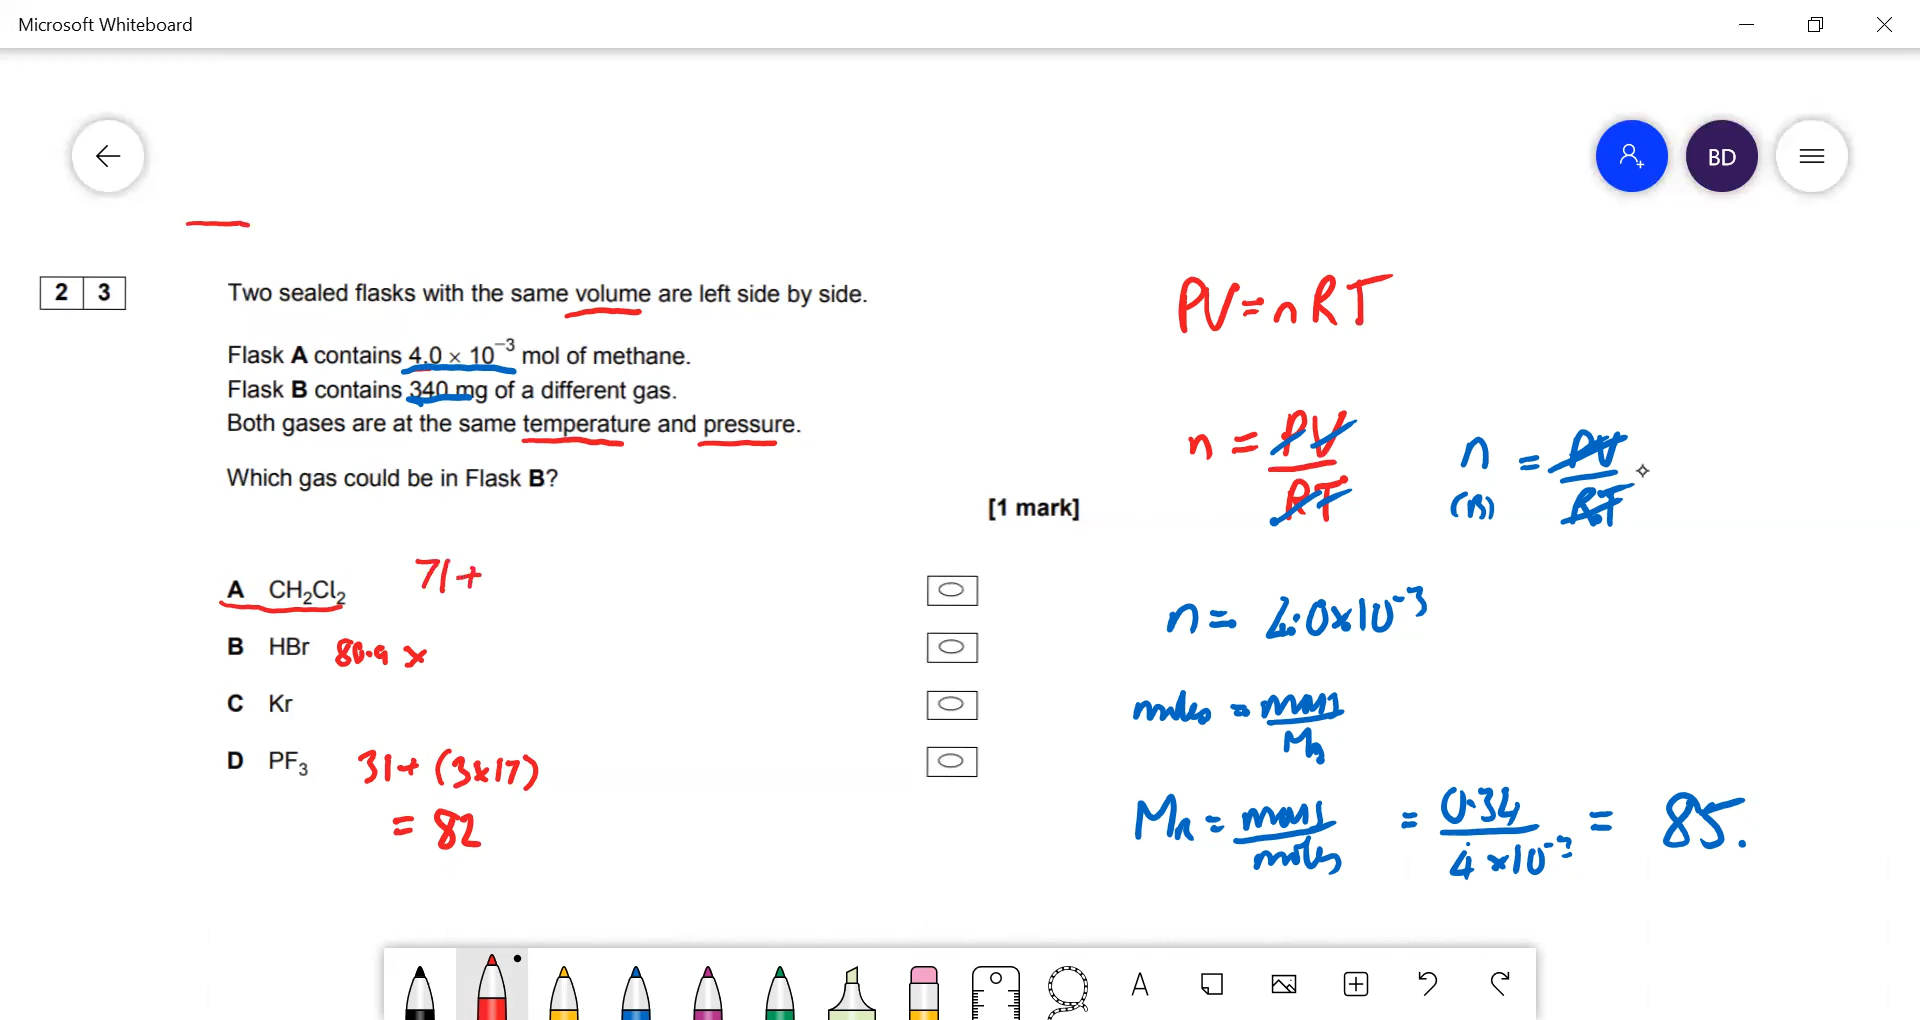 Microsoft Whiteboard
BD
2 3
Two sealed flasks with the same volume are left side by side.
Flask A contains 4.0 × 10⁻³ mol of methane.
Flask B contains 340 mg of a different gas.
Both gases are at the same temperature and pressure.
Which gas could be in Flask B?
[1 mark]
A CH₂Cl₂ 71+
B HBr 80.9 ×
C Kr
D PF₃ 31+ (3×17)
= 82
PV = nRT
n = PV/RT
n (B) = PV/RT
n = 4.0×10⁻³
moles = mass/Mr
MR = mass/moles = 0.34/4×10⁻³ = 85.
A